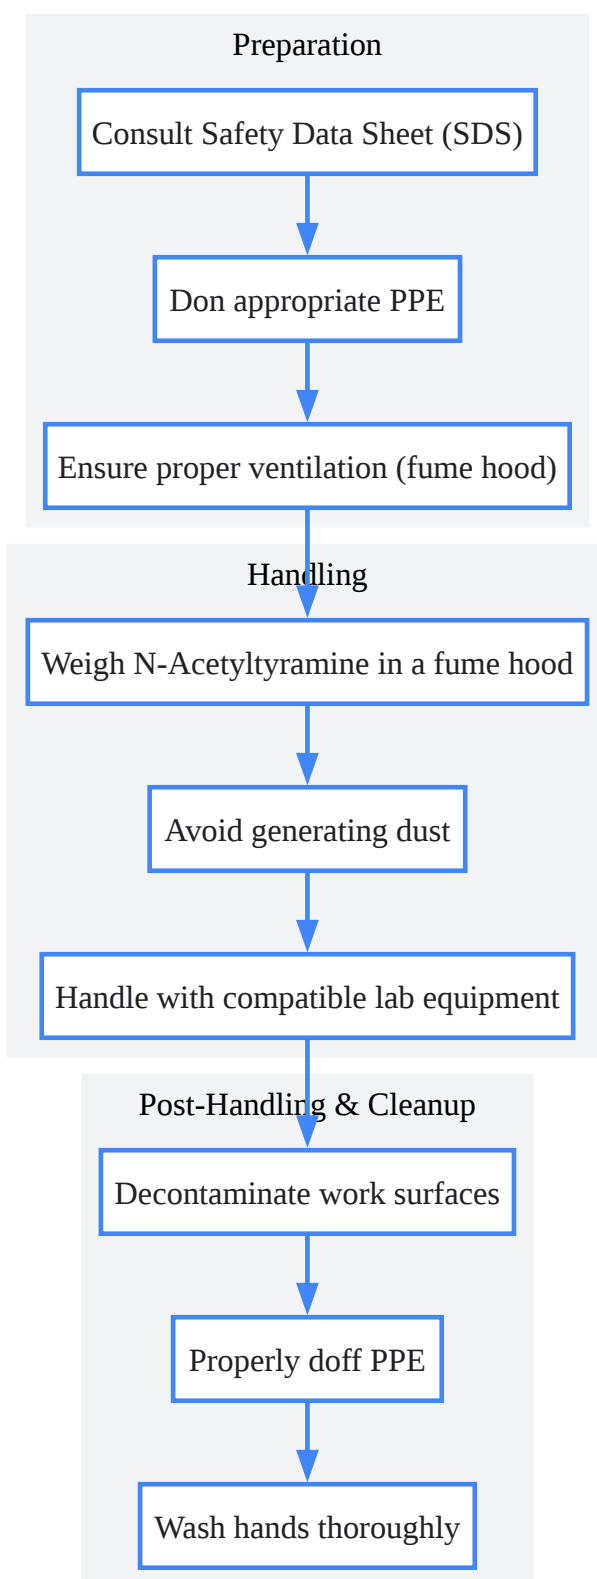 Preparation
Consult Safety Data Sheet (SDS)
Don appropriate PPE
Ensure proper ventilation (fume hood)
Handling
Weigh N-Acetyltyramine in a fume hood
Avoid generating dust
Handle with compatible lab equipment
Post-Handling & Cleanup
Decontaminate work surfaces
Properly doff PPE
Wash hands thoroughly